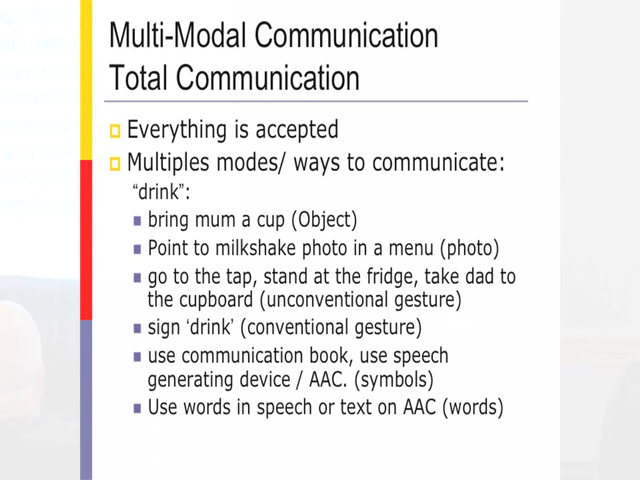 Multi-Modal Communication
Total Communication
Everything is accepted
Multiples modes/ ways to communicate:
“drink”:
bring mum a cup (Object)
Point to milkshake photo in a menu (photo)
go to the tap, stand at the fridge, take dad to
the cupboard (unconventional gesture)
sign ‘drink’ (conventional gesture)
use communication book, use speech
generating device / AAC. (symbols)
Use words in speech or text on AAC (words)